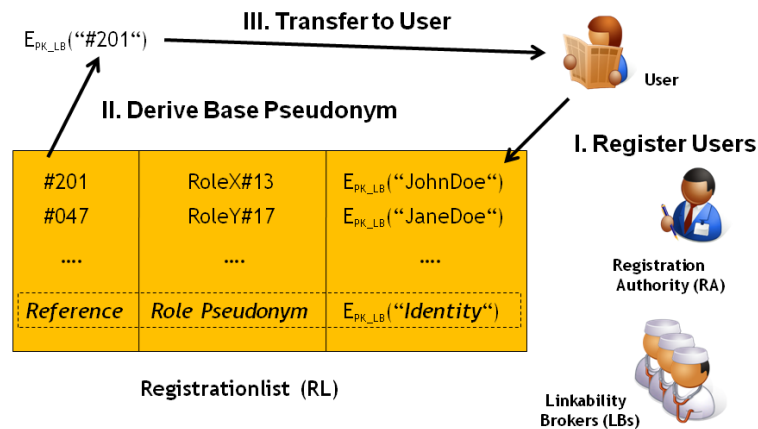 III. Transfer to User
E_PK_LB(“#201“)
User
II. Derive Base Pseudonym
I. Register Users
#201 RoleX#13 E_PK_LB(“JohnDoe“)
#047 RoleY#17 E_PK_LB(“JaneDoe“)
.... .... ....
Reference Role Pseudonym E_PK_LB(“Identity“)
Registration
Authority (RA)
Registrationlist (RL)
Linkability
Brokers (LBs)